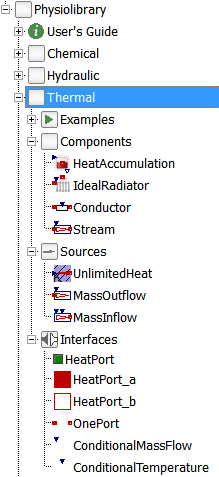 Physiolibrary
User's Guide
Chemical
Hydraulic
Thermal
Examples
Components
HeatAccumulation
IdealRadiator
Conductor
Stream
Sources
UnlimitedHeat
MassOutflow
MassInflow
Interfaces
HeatPort
HeatPort_a
HeatPort_b
OnePort
ConditionalMassFlow
ConditionalTemperature